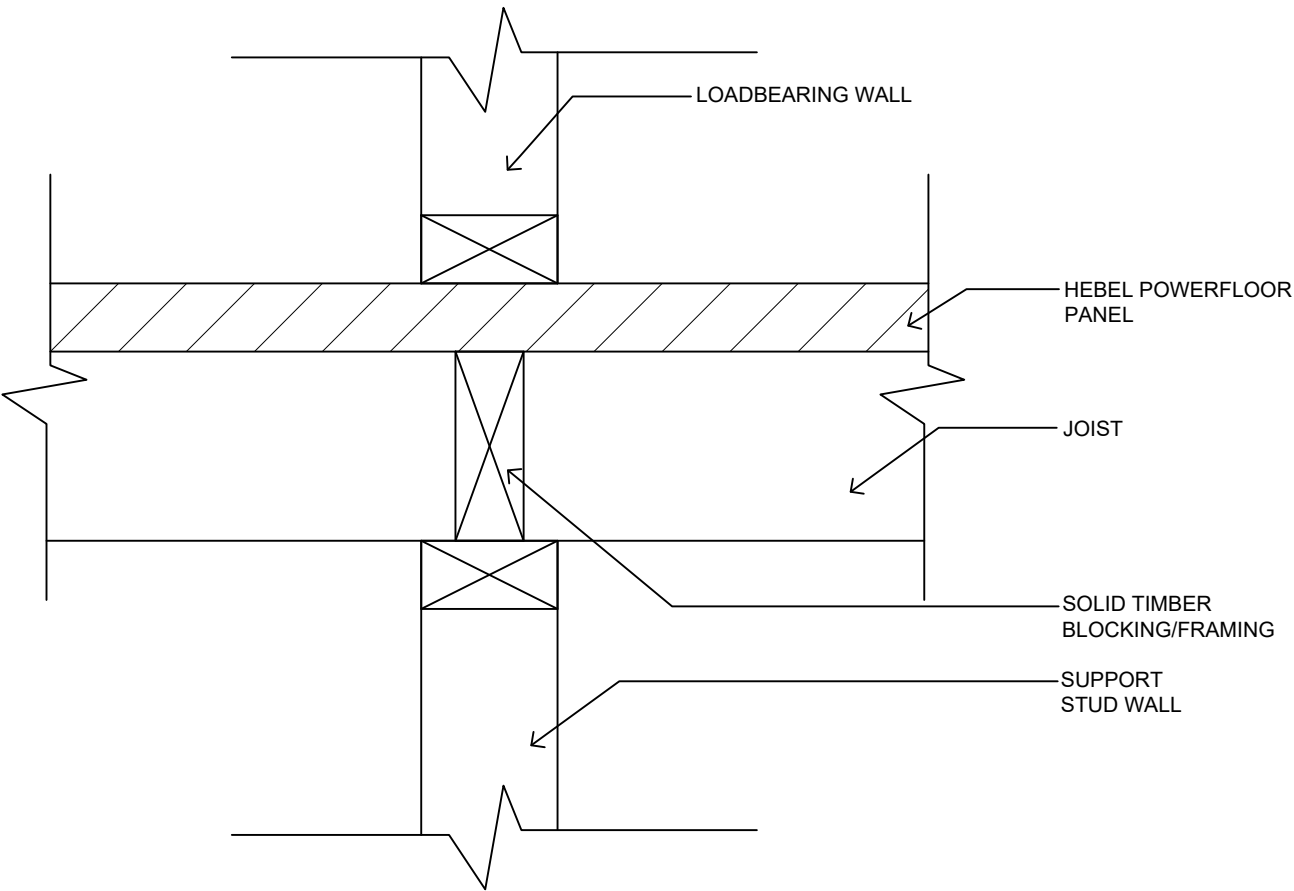 LOADBEARING WALL
HEBEL POWERFLOOR
PANEL
JOIST
SOLID TIMBER
BLOCKING/FRAMING
SUPPORT
STUD WALL